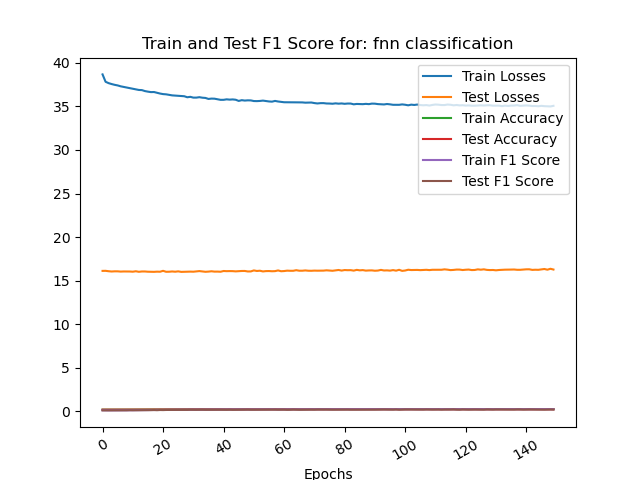 Train and Test F1 Score for: fnn classification
40
35
30
25
20
15
10
5
0
Train Losses
Test Losses
Train Accuracy
Test Accuracy
Train F1 Score
Test F1 Score
0 20 40 60 80 100 120 140
Epochs